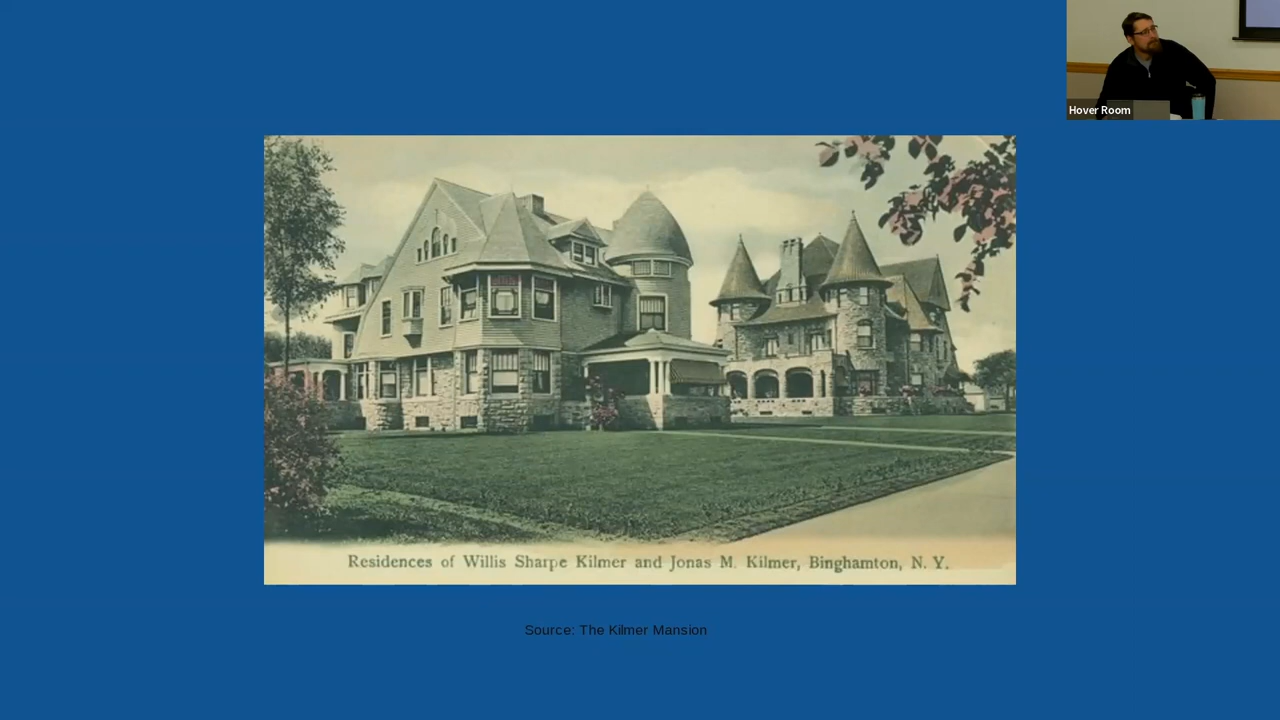 Hover Room
Residences of Willis Sharpe Kilmer and Jonas M. Kilmer, Binghamton, N. Y.
Source: The Kilmer Mansion